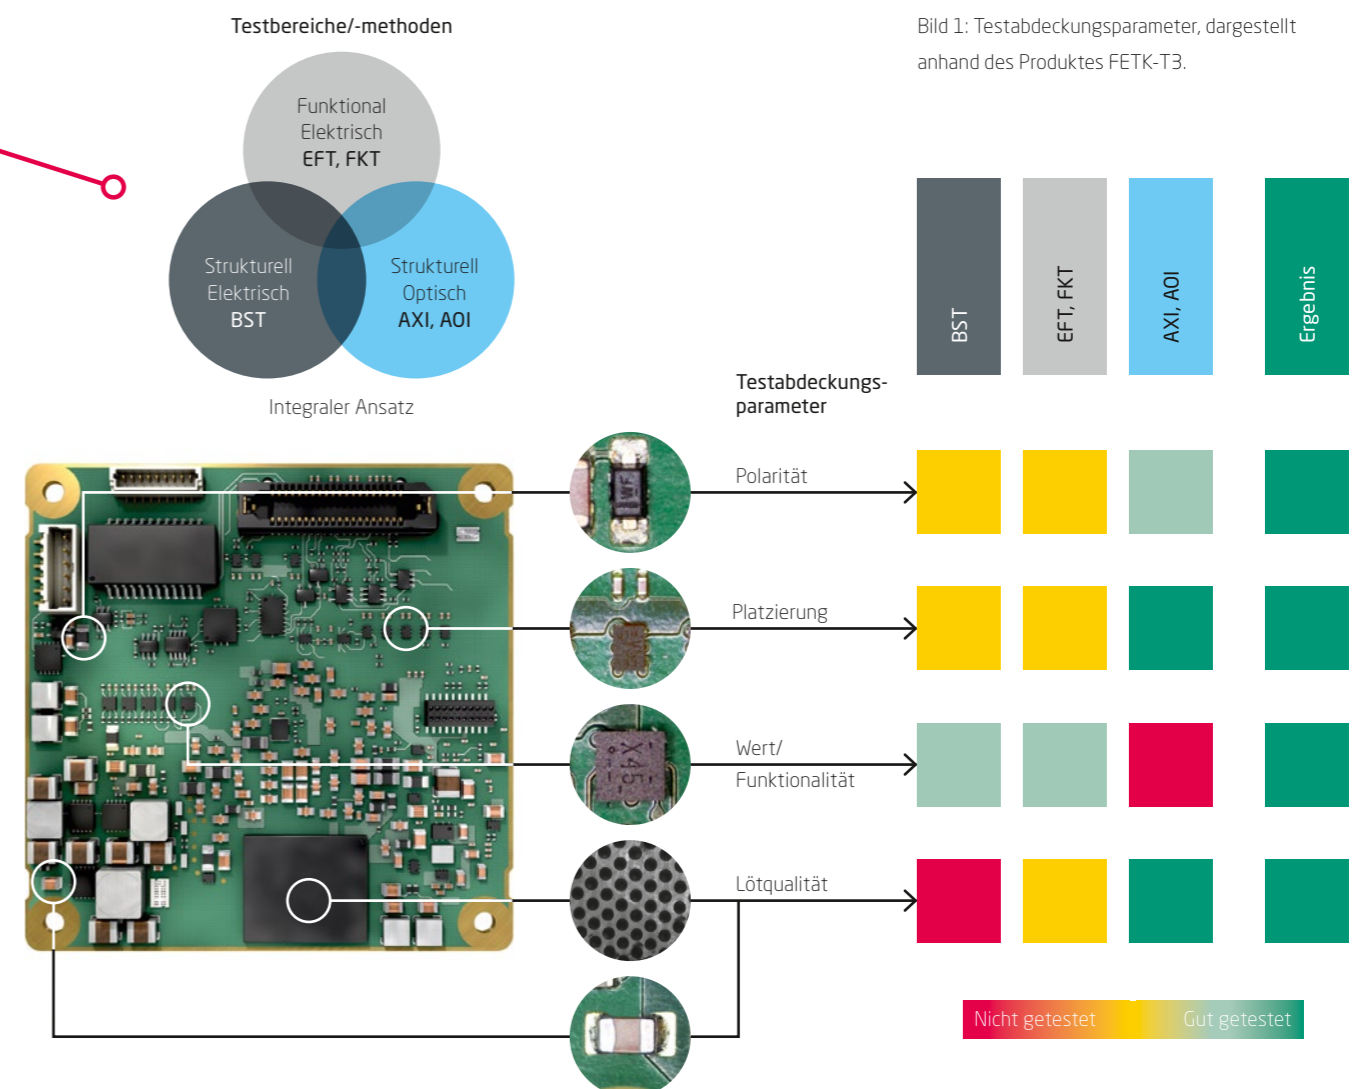 Testbereiche/-methoden
Funktional
Elektrisch
EFT, FKT
Strukturell
Elektrisch
BST
Strukturell
Optisch
AXI, AOI
Integraler Ansatz
Bild 1: Testabdeckungsparameter, dargestellt
anhand des Produktes FETK-T3.
BST
EFT, FKT
AXI, AOI
Ergebnis
Testabdeckungs-
parameter
Polarität
WF
Platzierung
Wert/
Funktionalität
X45
Lötqualität
Nicht getestet
Gut getestet